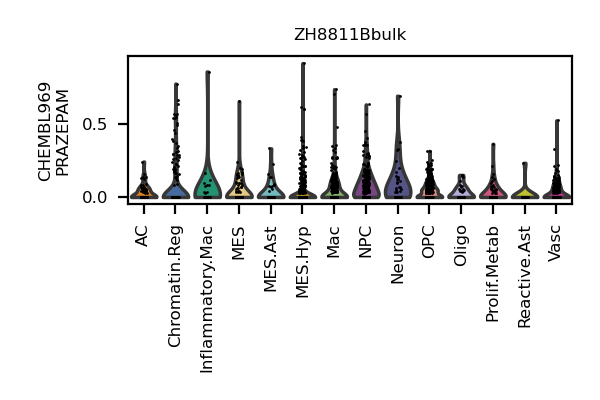 ZH8811Bbulk
CHEMBL969
PRAZEPAM
0.5
0.0
AC
Chromatin.Reg
Inflammatory.Mac
MES
MES.Ast
MES.Hyp
Mac
NPC
Neuron
OPC
Oligo
Prolif.Metab
Reactive.Ast
Vasc